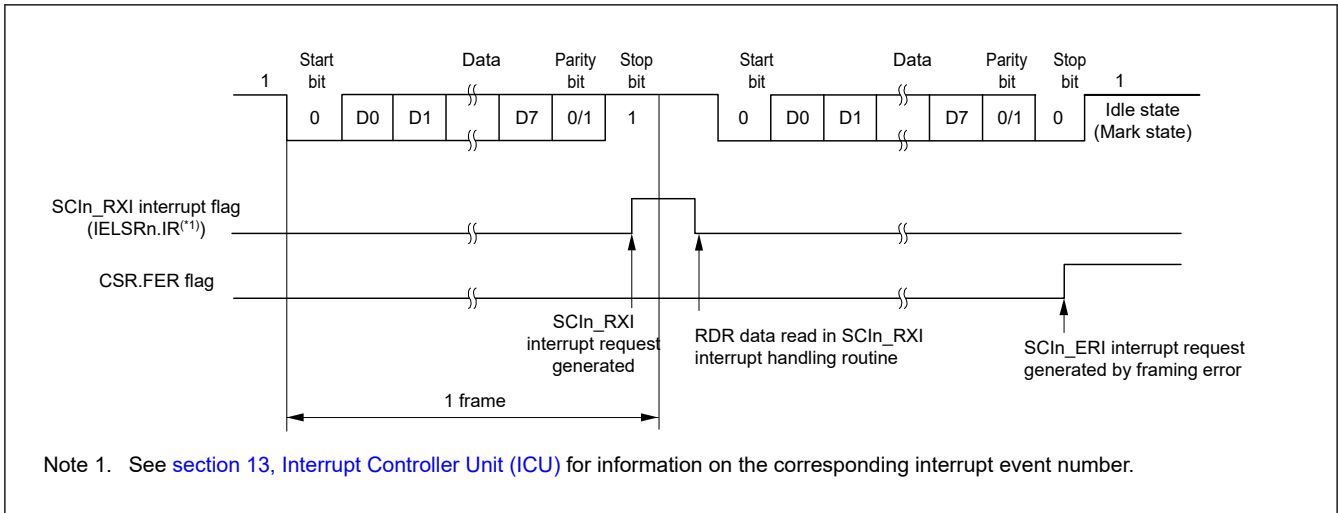 Start bit Data Parity bit Stop bit Start bit Data Parity bit Stop bit
1 0 D0 D1 D7 0/1 1 0 D0 D1 D7 0/1 0 1
Idle state
(Mark state)
SCIn_RXI interrupt flag
(IELSRn.IR(*1))
CSR.FER flag
SCIn_RXI
interrupt request
generated
RDR data read in SCIn_RXI
interrupt handling routine
SCIn_ERI interrupt request
generated by framing error
1 frame
Note 1. See section 13, Interrupt Controller Unit (ICU) for information on the corresponding interrupt event number.